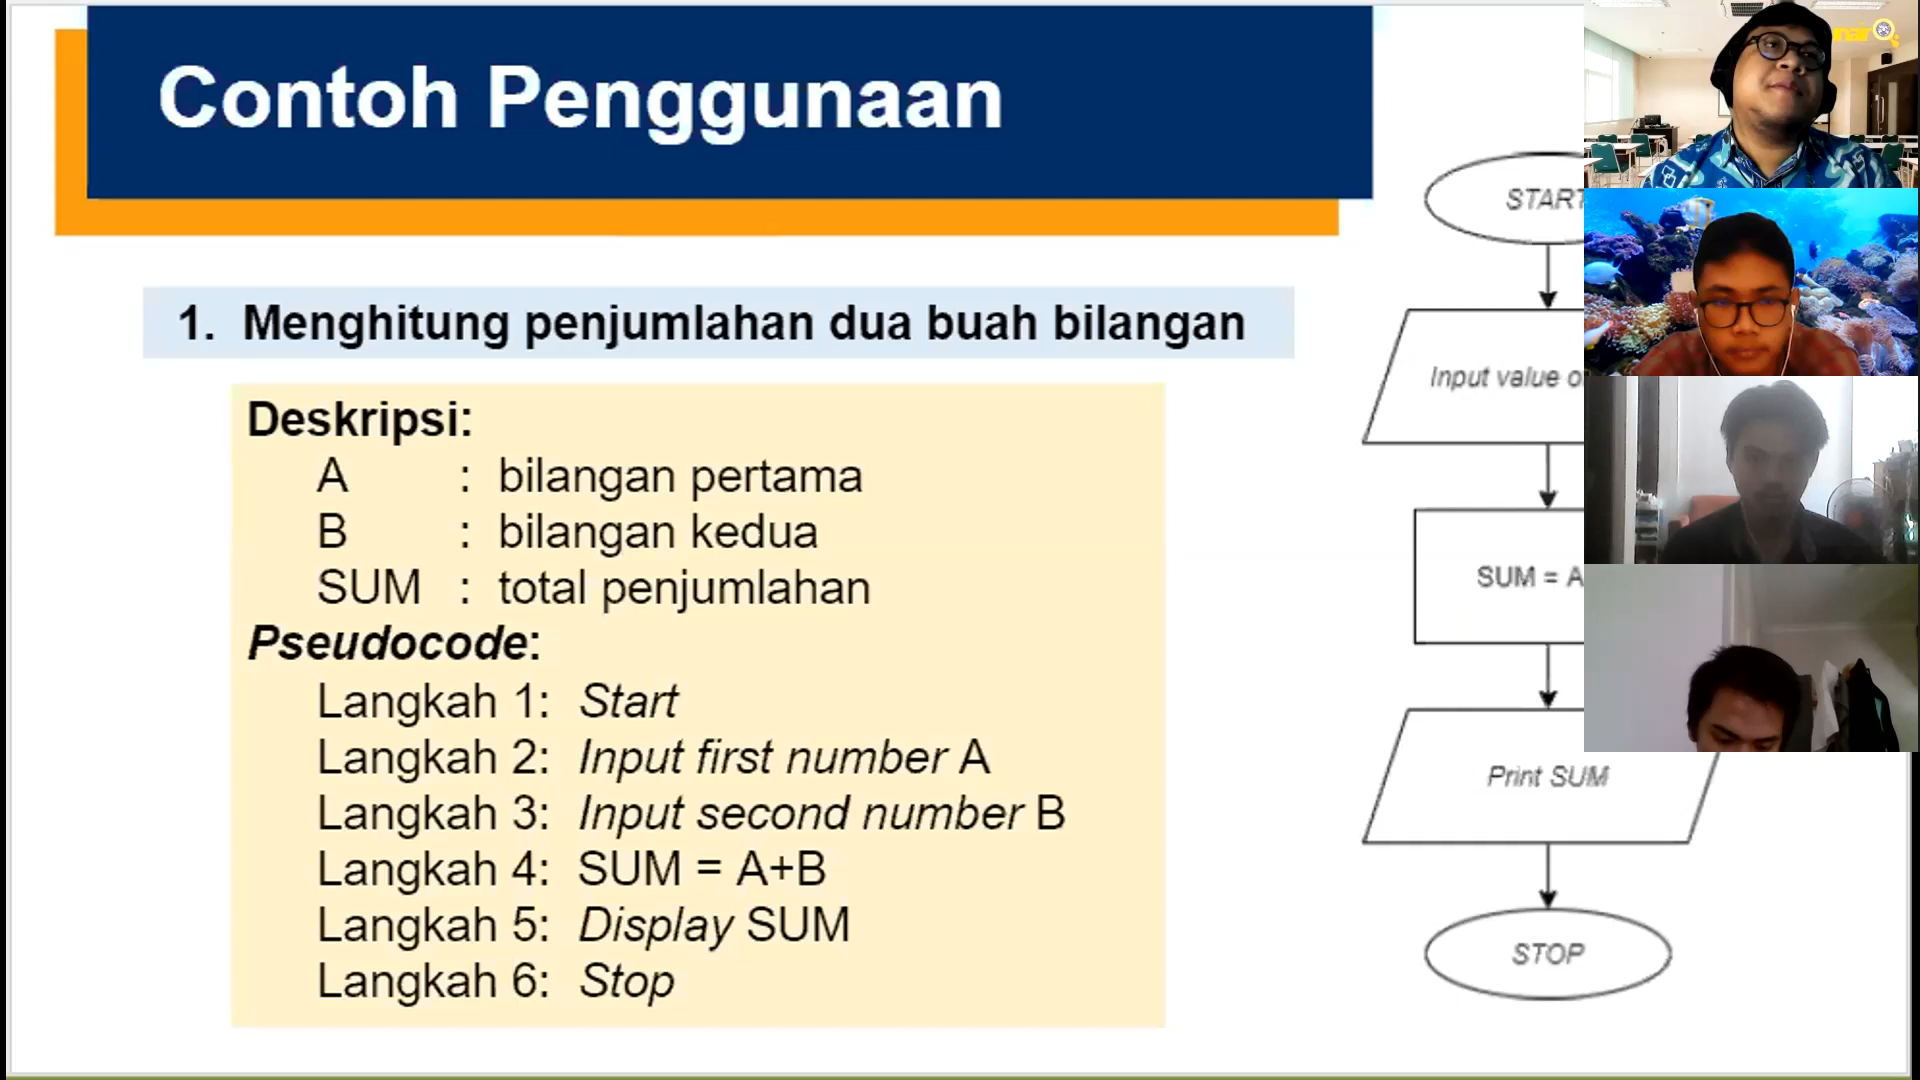 Contoh Penggunaan
1. Menghitung penjumlahan dua buah bilangan
Deskripsi:
A : bilangan pertama
B : bilangan kedua
SUM : total penjumlahan
Pseudocode:
Langkah 1: Start
Langkah 2: Input first number A
Langkah 3: Input second number B
Langkah 4: SUM = A+B
Langkah 5: Display SUM
Langkah 6: Stop
START
Input value
SUM = A
Print SUM
STOP